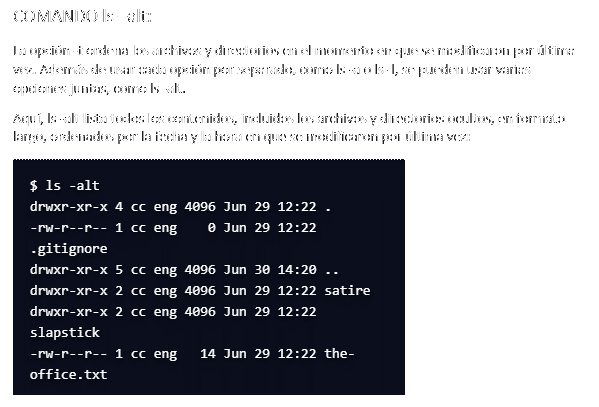 COMANDO ls -alt:
La opción -t ordena los archivos y directorios en el momento en que se modificaron por última
vez. Además de usar cada opción por separado, como ls -a o ls -l, se pueden usar varias
opciones juntas, como ls -alt.
Aquí, ls -alt lista todos los contenidos, incluidos los archivos y directorios ocultos, en formato
largo, ordenados por la fecha y la hora en que se modificaron por última vez:
$ ls -alt
drwxr-xr-x 4 cc eng 4096 Jun 29 12:22 .
-rw-r--r-- 1 cc eng    0 Jun 29 12:22
.gitignore
drwxr-xr-x 5 cc eng 4096 Jun 30 14:20 ..
drwxr-xr-x 2 cc eng 4096 Jun 29 12:22 satire
drwxr-xr-x 2 cc eng 4096 Jun 29 12:22
slapstick
-rw-r--r-- 1 cc eng   14 Jun 29 12:22 the-
office.txt